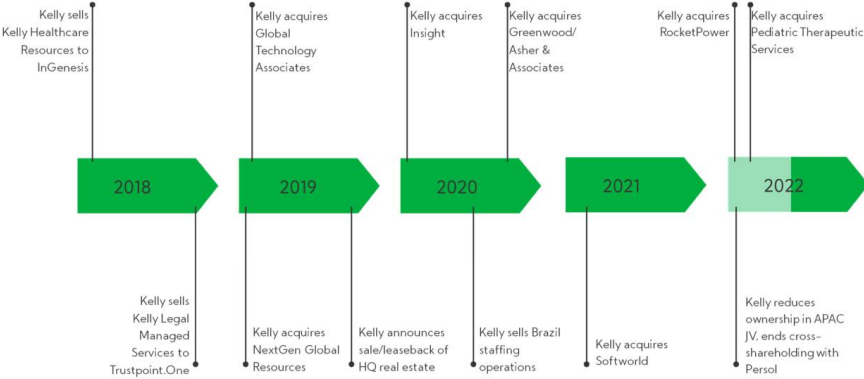 Kelly sells
Kelly Healthcare
Resources to
InGenesis
Kelly acquires
Global
Technology
Associates
Kelly acquires
Insight
Kelly acquires
Greenwood/
Asher &
Associates
Kelly acquires
RocketPower
Kelly acquires
Pediatric Therapeutic
Services
2018
2019
2020
2021
2022
Kelly sells
Kelly Legal
Managed
Services to
Trustpoint.One
Kelly acquires
NextGen Global
Resources
Kelly announces
sale/leaseback of
HQ real estate
Kelly sells Brazil
staffing
operations
Kelly acquires
Softworld
Kelly reduces
ownership in APAC
JV, ends cross-
shareholding with
Persol